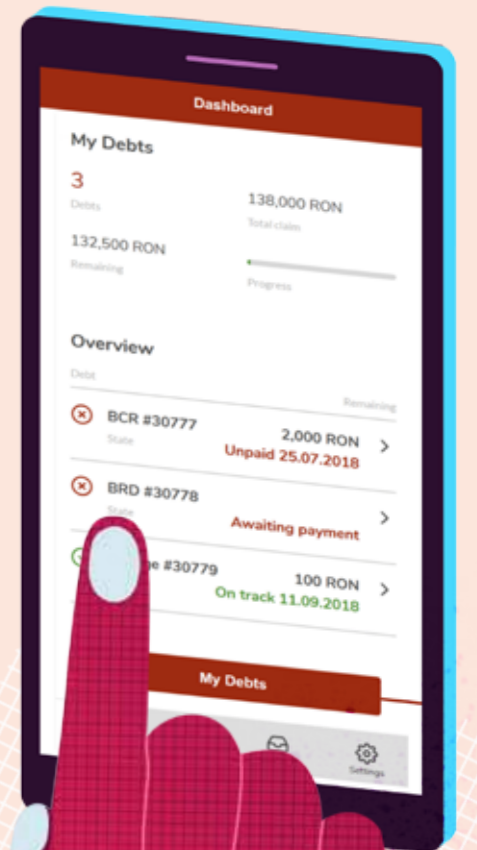 Dashboard
My Debts
3
Debts
138,000 RON
Total claim
132,500 RON
Remaining
Progress
Overview
Debt
Remaining
BCR #30777
2,000 RON
State
Unpaid 25.07.2018
BRD #30778
State
Awaiting payment
#30779
100 RON
On track 11.09.2018
My Debts
Settings